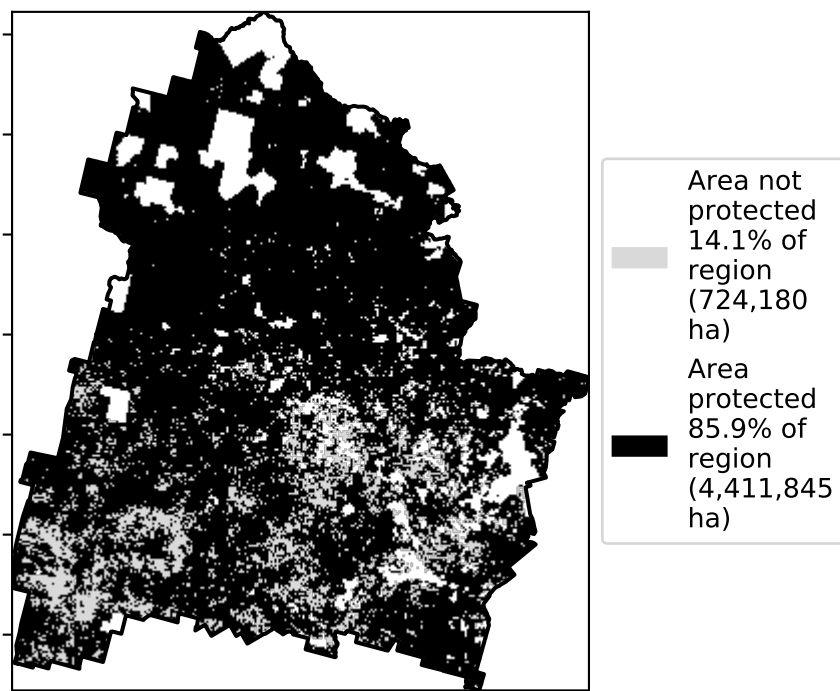 Area not
protected
14.1% of
region
(724,180
ha)
Area
protected
85.9% of
region
(4,411,845
ha)